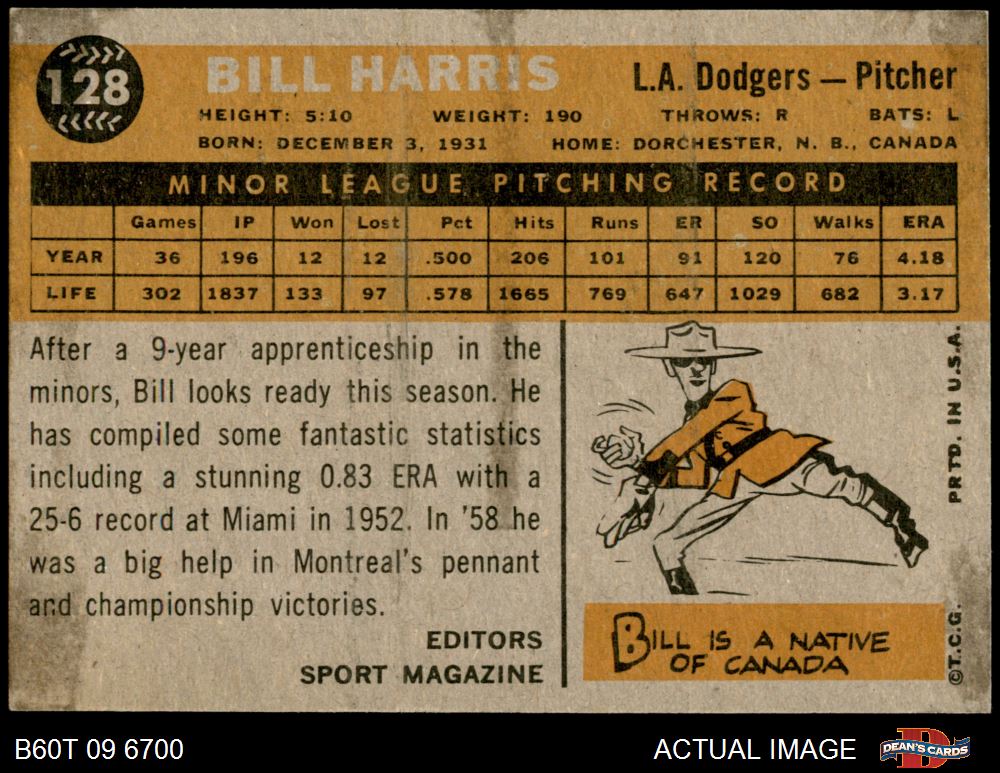 128
BILL HARRIS
L.A. Dodgers — Pitcher
HEIGHT: 5:10 WEIGHT: 190 THROWS: R BATS: L
BORN: DECEMBER 3, 1931 HOME: DORCHESTER, N. B., CANADA
MINOR LEAGUE PITCHING RECORD
Games IP Won Lost Pct Hits Runs ER SO Walks ERA
YEAR 36 196 12 12 .500 206 101 91 120 76 4.18
LIFE 302 1837 133 97 .578 1665 769 647 1029 682 3.17
After a 9-year apprenticeship in the
minors, Bill looks ready this season. He
has compiled some fantastic statistics
including a stunning 0.83 ERA with a
25-6 record at Miami in 1952. In '58 he
was a big help in Montreal's pennant
and championship victories.
EDITORS
SPORT MAGAZINE
BILL IS A NATIVE
OF CANADA
©T.C.G. PRTD. IN U.S.A.
B60T 09 6700
ACTUAL IMAGE
DEAN'S CARDS